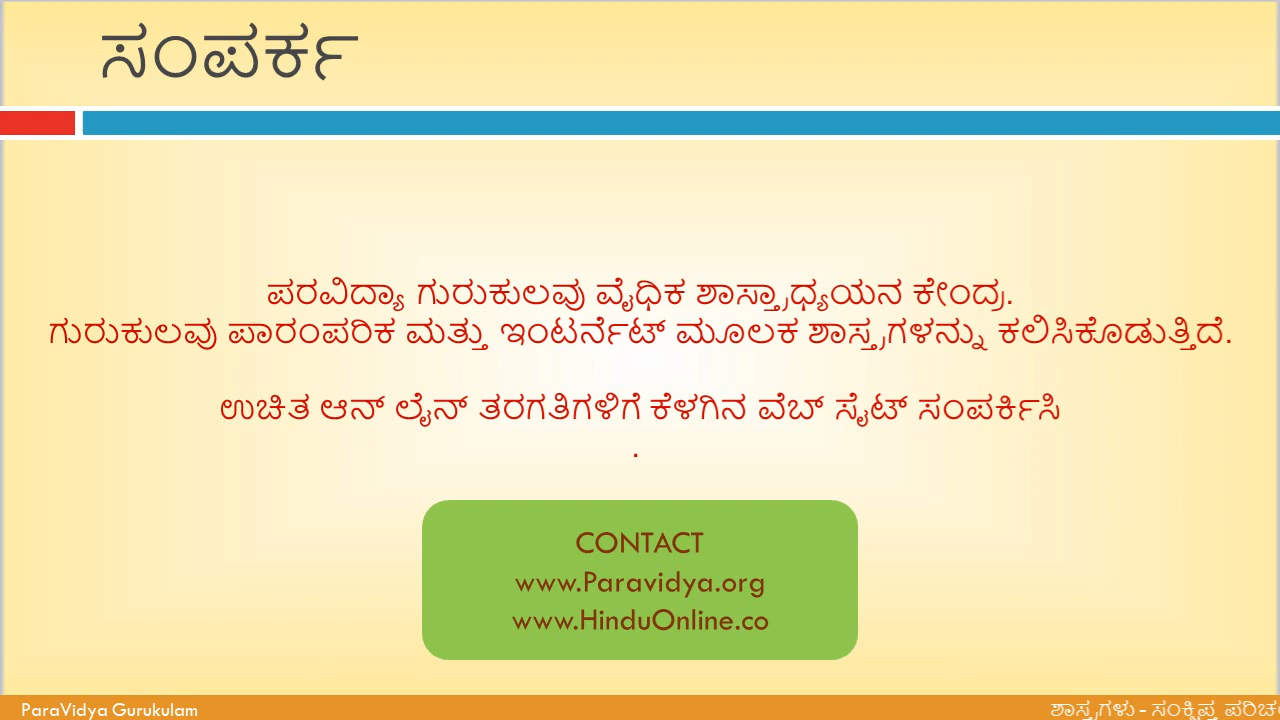 ಸಂಪರ್ಕ
ಪರವಿದ್ಯಾ ಗುರುಕುಲವು ವೈಧಿಕ ಶಾಸ್ತ್ರಾಧ್ಯಯನ ಕೇಂದ್ರ.
ಗುರುಕುಲವು ಪಾರಂಪರಿಕ ಮತ್ತು ಇಂಟರ್ನೆಟ್ ಮೂಲಕ ಶಾಸ್ತ್ರಗಳನ್ನು ಕಲಿಸಿಕೊಡುತ್ತಿದೆ.
ಉಚಿತ ಆನ್ ಲೈನ್ ತರಗತಿಗಳಿಗೆ ಕೆಳಗಿನ ವೆಬ್ ಸೈಟ್ ಸಂಪರ್ಕಿಸಿ
.
CONTACT
www.Paravidya.org
www.HinduOnline.co
ParaVidya Gurukulam
ಶಾಸ್ತ್ರಗಳು - ಸಂಕ್ಷಿಪ್ತ